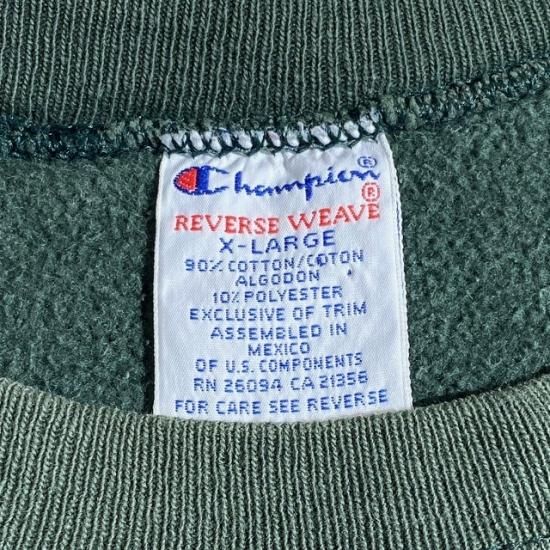 Champion®
REVERSE WEAVE®
X-LARGE
90% COTTON/COTON
ALGODON
10% POLYESTER
EXCLUSIVE OF TRIM
ASSEMBLED IN
MEXICO
OF U.S. COMPONENTS
RN 26094 CA 21356
FOR CARE SEE REVERSE